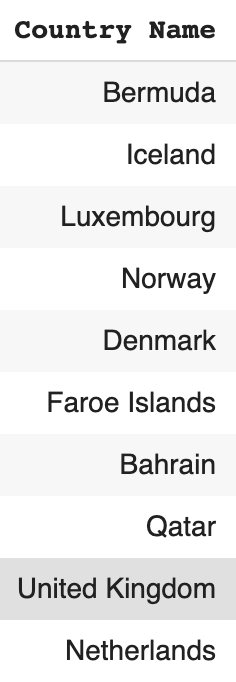 Country Name
Bermuda
Iceland
Luxembourg
Norway
Denmark
Faroe Islands
Bahrain
Qatar
United Kingdom
Netherlands